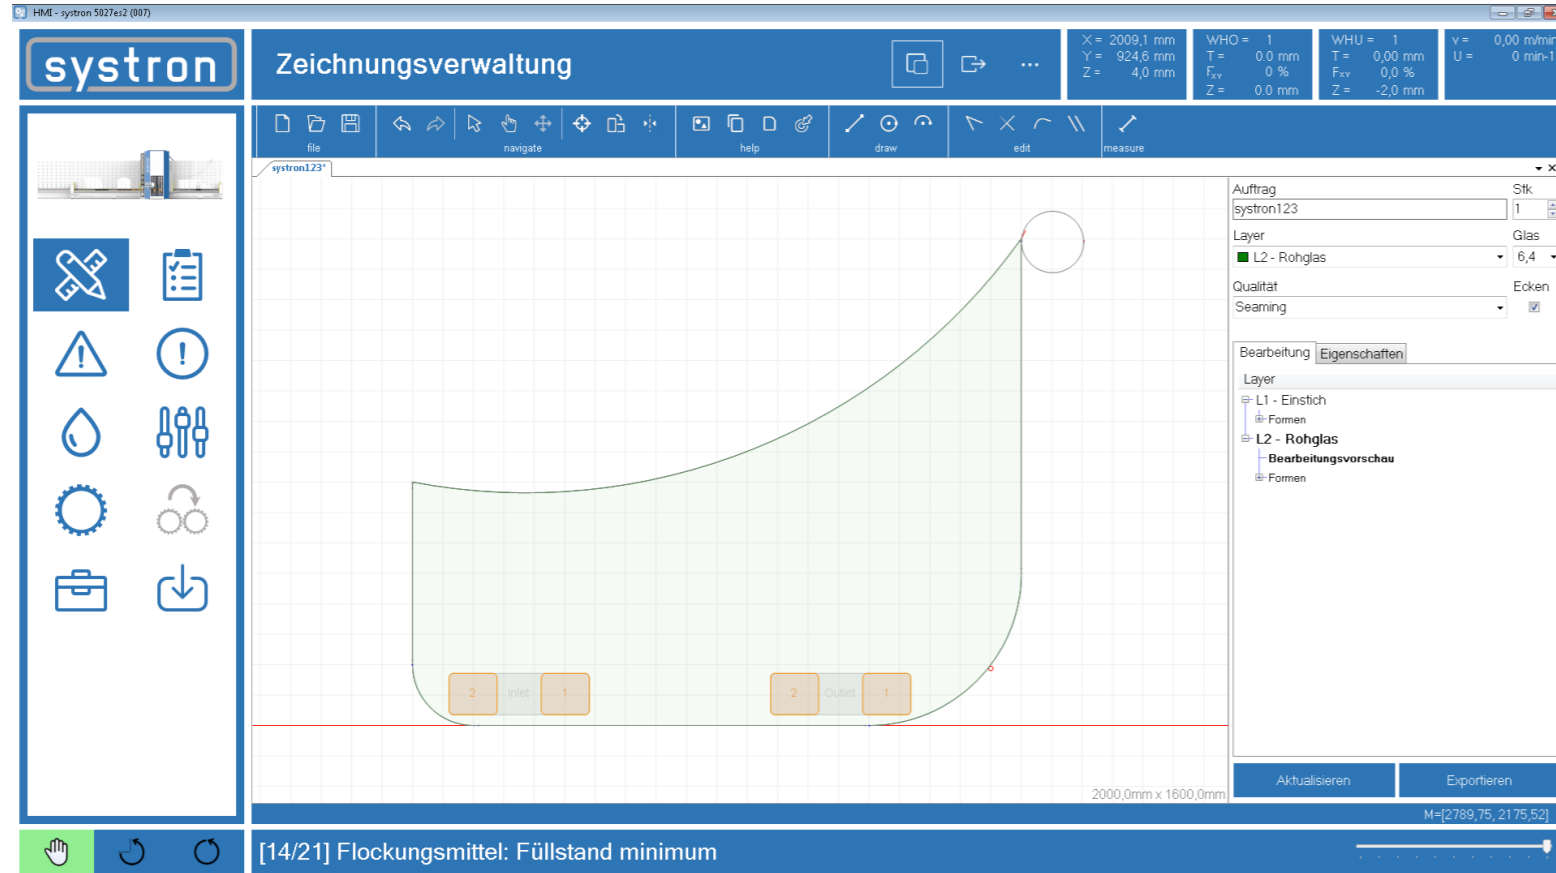 HMI - systron 5027es2 (007)
systron
Zeichnungsverwaltung
X = 2009,1 mm
Y = 924,6 mm
Z = 4,0 mm
WHO = 1
T = 0.0 mm
Fxy 0 %
Z = 0.0 mm
WHU = 1
T = 0,00 mm
Fxy 0,0 %
Z = -2,0 mm
v = 0,00 m/min
U = 0 min-1
file
navigate
help
draw
edit
measure
systron123*
Auftrag Stk
systron123 1
Layer Glas
L2 - Rohglas 6,4
Qualität Ecken
Seaming
Bearbeitung Eigenschaften
Layer
L1 - Einstich
Formen
L2 - Rohglas
Bearbeitungsvorschau
Formen
2 Inlet 1
2 Outlet 1
2000,0mm x 1600,0mm
Aktualisieren Exportieren
M=[2789,75, 2175,52]
[14/21] Flockungsmittel: Füllstand minimum